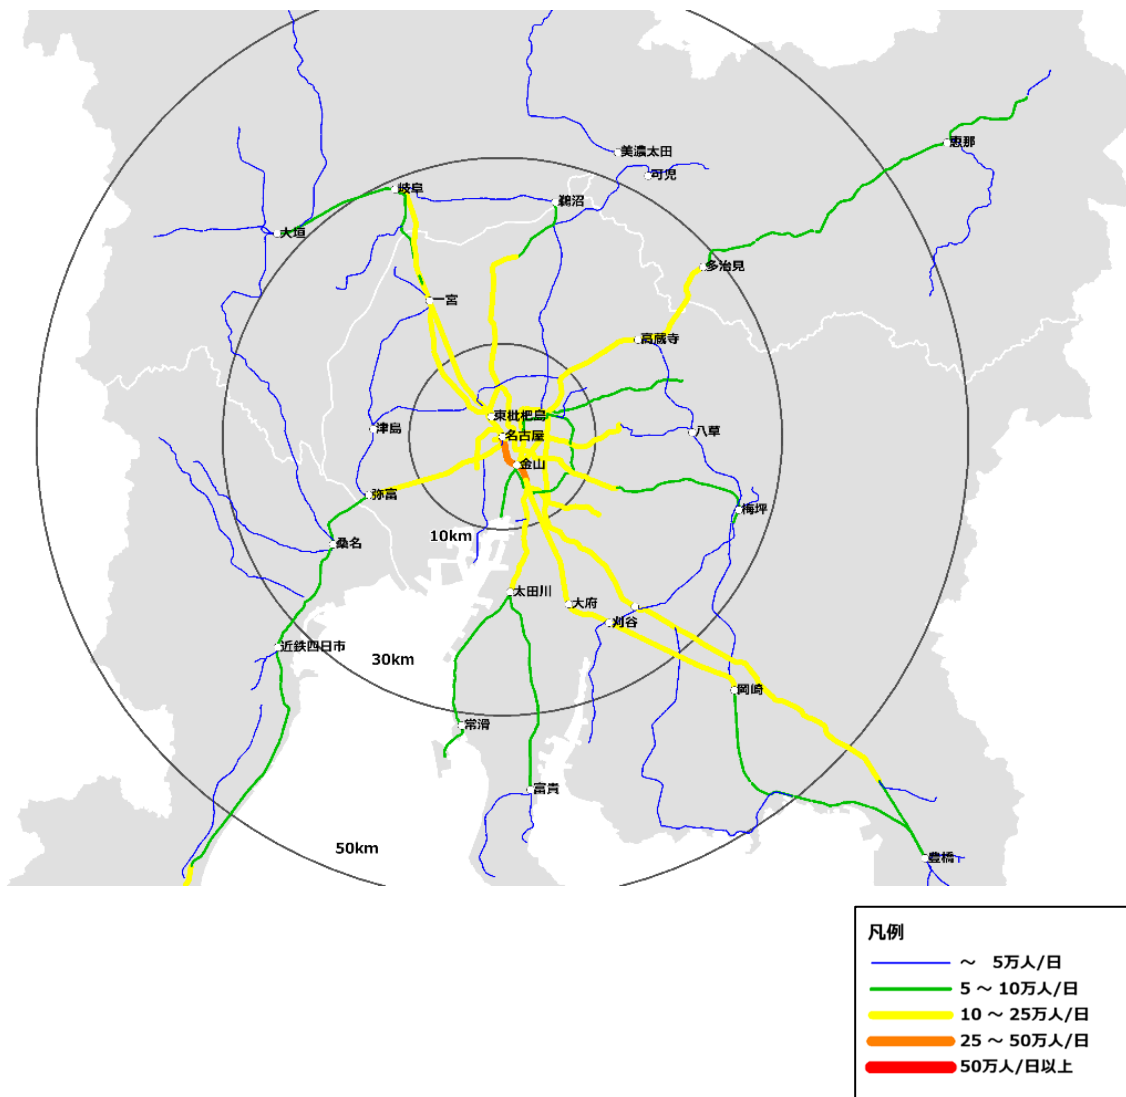 恵那
美濃太田
可児
岐阜
鵜沼
大垣
多治見
一宮
高蔵寺
東枇杷島
津島
名古屋
八草
金山
弥富
梅坪
10km
桑名
太田川
大府
刈谷
近鉄四日市
30km
岡崎
常滑
富貴
50km
豊橋
凡例
～ 5万人/日
5 ～ 10万人/日
10 ～ 25万人/日
25 ～ 50万人/日
50万人/日以上